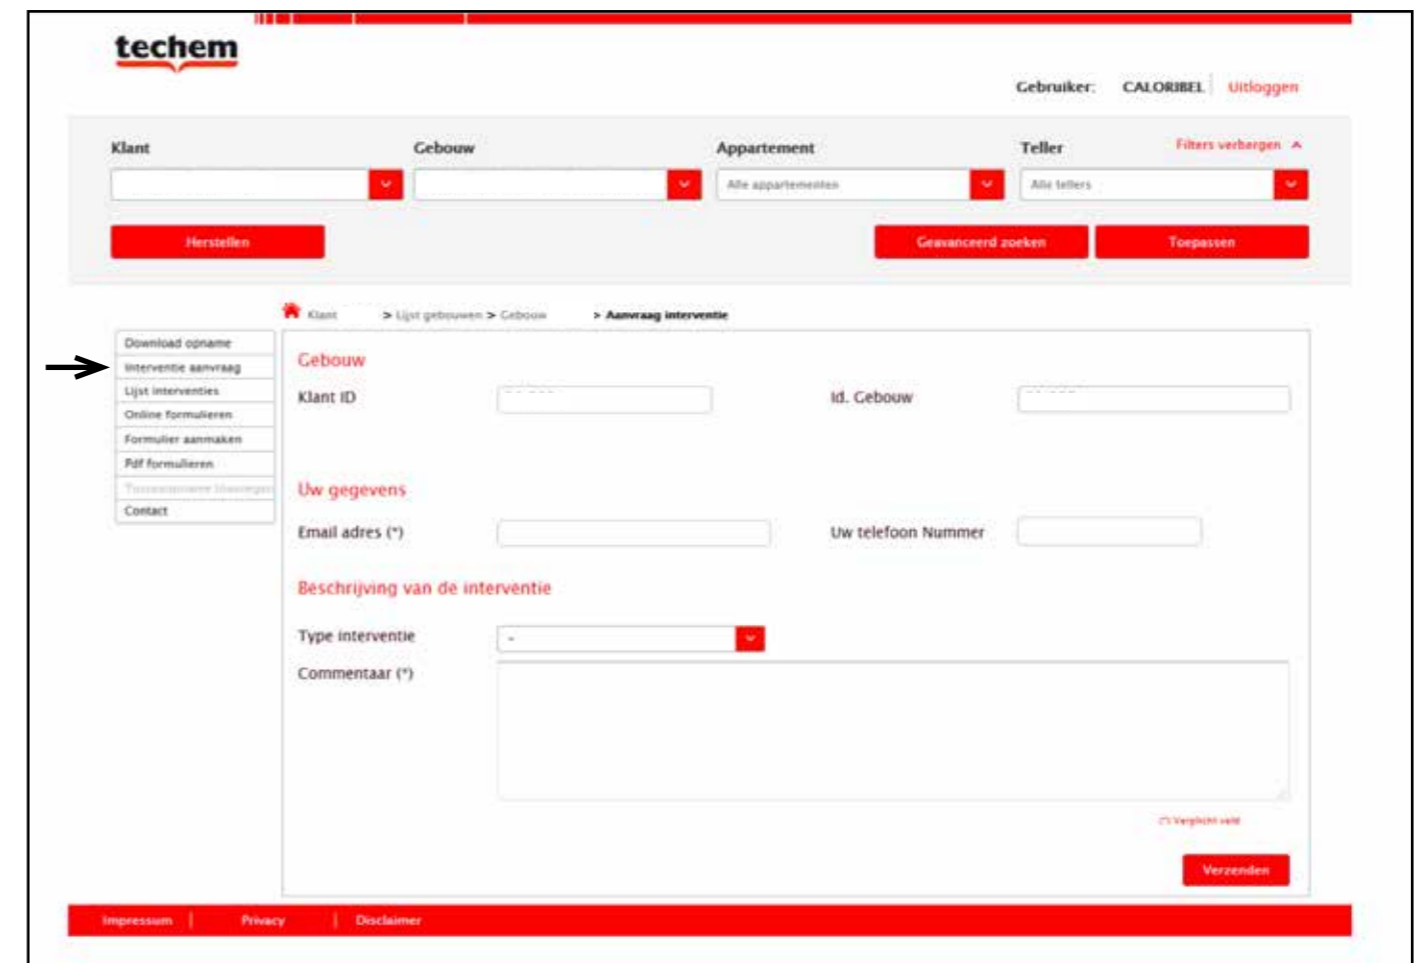 techem
Gebruiker: CALORIBEL Uitloggen
Klant Gebouw Appartement Teller Filters verbergen
Alle appartementen Alle tellers
Herstellen Geavanceerd zoeken Toepassen
Klant > Lijst gebouwen > Gebouw > Aanvraag interventie
Download opname
Interventie aanvraag
Lijst interventies
Online formulieren
Formulier aanmaken
Pdf formulieren
Contact
Gebouw
Klant ID Id. Gebouw
Uw gegevens
Email adres (*) Uw telefoon Nummer
Beschrijving van de interventie
Type interventie -
Commentaar (*)
(*) Verplicht veld
Verzenden
Impressum | Privacy | Disclaimer